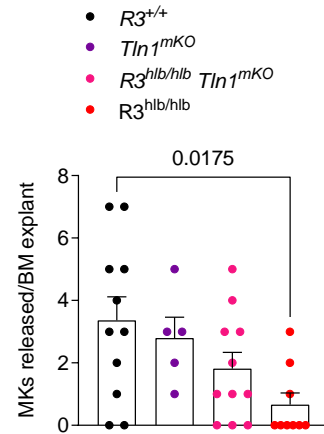 R3+/+
Tln1mKO
R3hlb/hlb Tln1mKO
R3hlb/hlb
0.0175
MKs released/BM explant
8
6
4
2
0